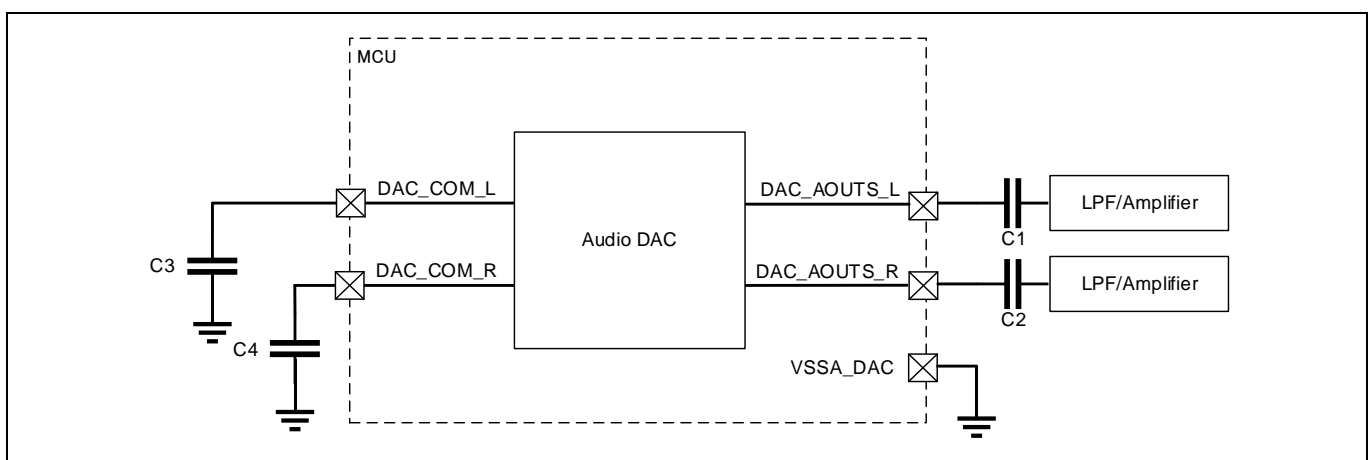 MCU
DAC_COM_L
DAC_AOUTS_L
LPF/Amplifier
C1
Audio DAC
C3
DAC_COM_R
DAC_AOUTS_R
LPF/Amplifier
C2
C4
VSSA_DAC